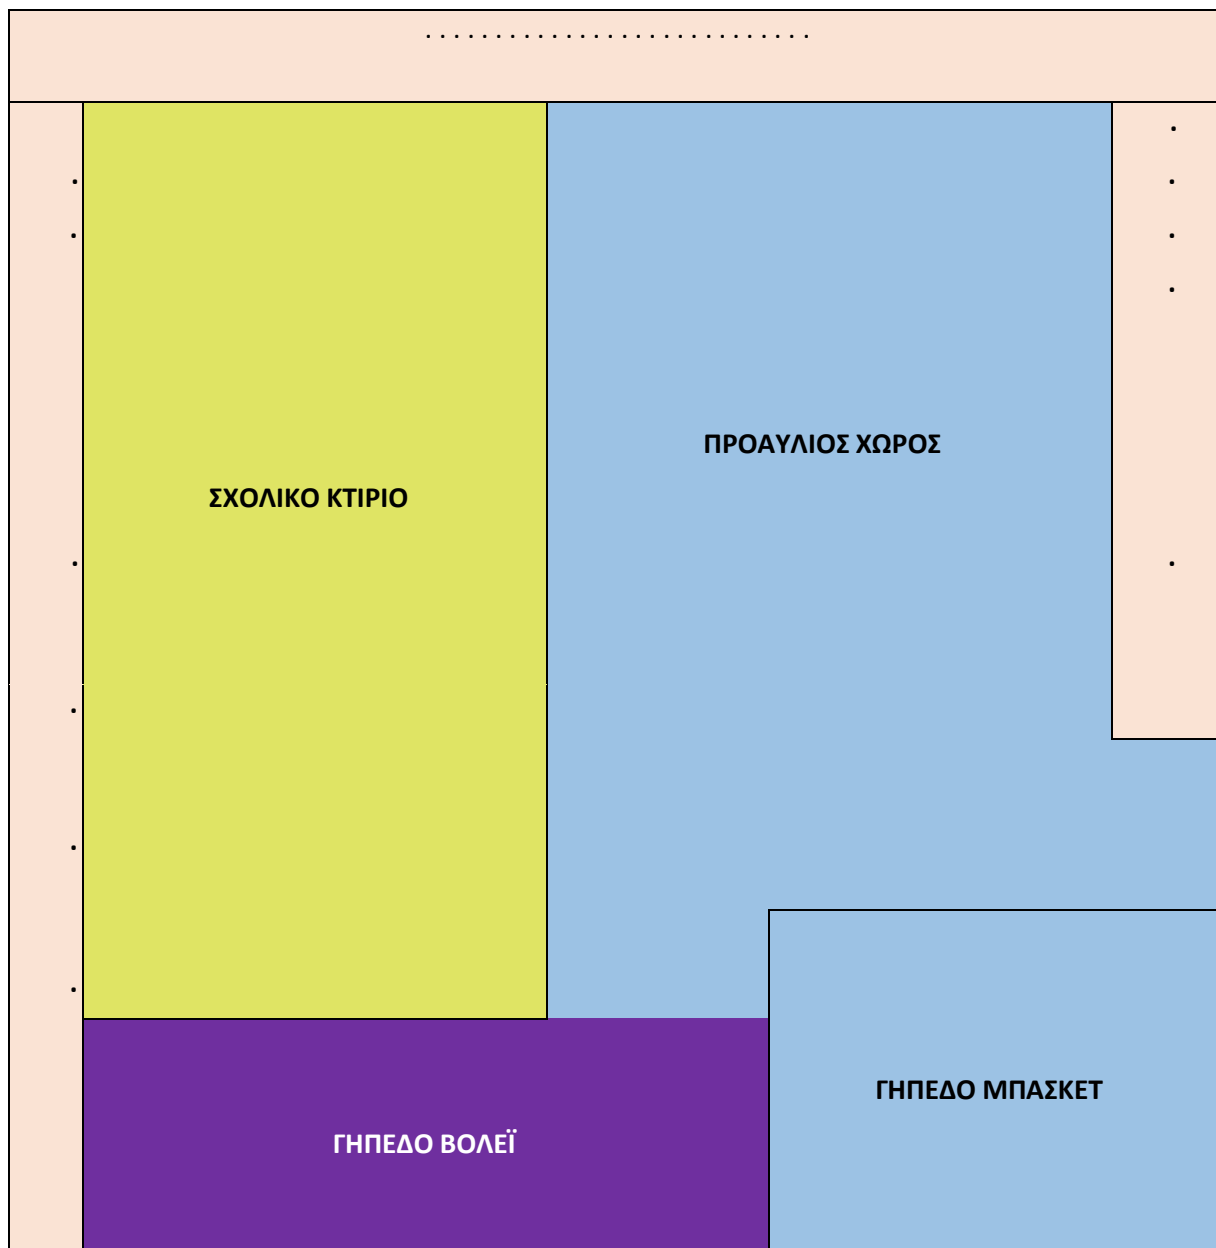 . . . . . . . . . . . . . . . . . . . . . . . . . . . .
ΠΡΟΑΥΛΙΟΣ ΧΩΡΟΣ
ΣΧΟΛΙΚΟ ΚΤΙΡΙΟ
ΓΗΠΕΔΟ ΜΠΑΣΚΕΤ
ΓΗΠΕΔΟ ΒΟΛΕΪ